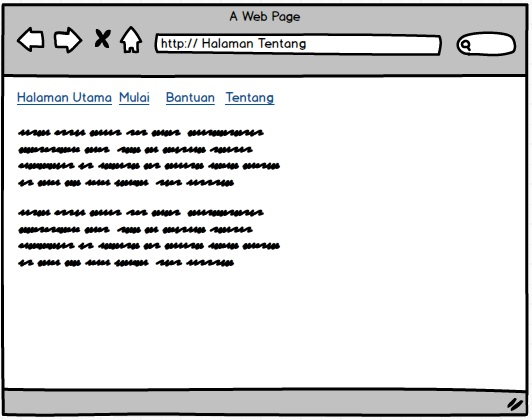 A Web Page
http:// Halaman Tentang
Halaman Utama Mulai Bantuan Tentang